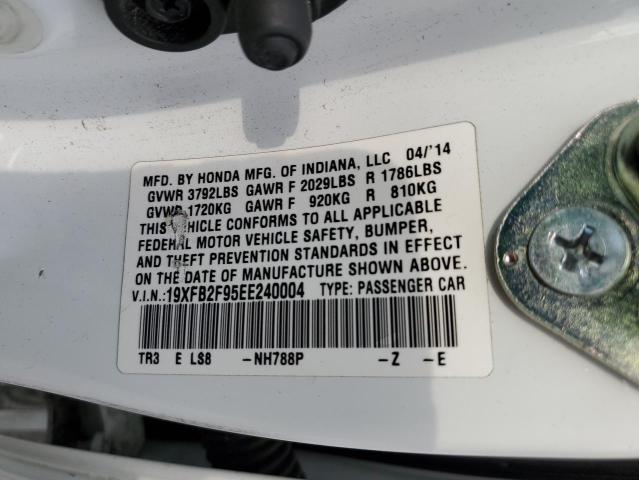 MFD. BY HONDA MFG. OF INDIANA, LLC 04/'14
GVWR 3792LBS GAWR F 2029LBS R 1786LBS
GVWR 1720KG GAWR F 920KG R 810KG
THIS VEHICLE CONFORMS TO ALL APPLICABLE
FEDERAL MOTOR VEHICLE SAFETY, BUMPER,
AND THEFT PREVENTION STANDARDS IN EFFECT
ON THE DATE OF MANUFACTURE SHOWN ABOVE.
V.I.N.:19XFB2F95EE240004 TYPE: PASSENGER CAR
TR3 E LS8 -NH788P -Z -E